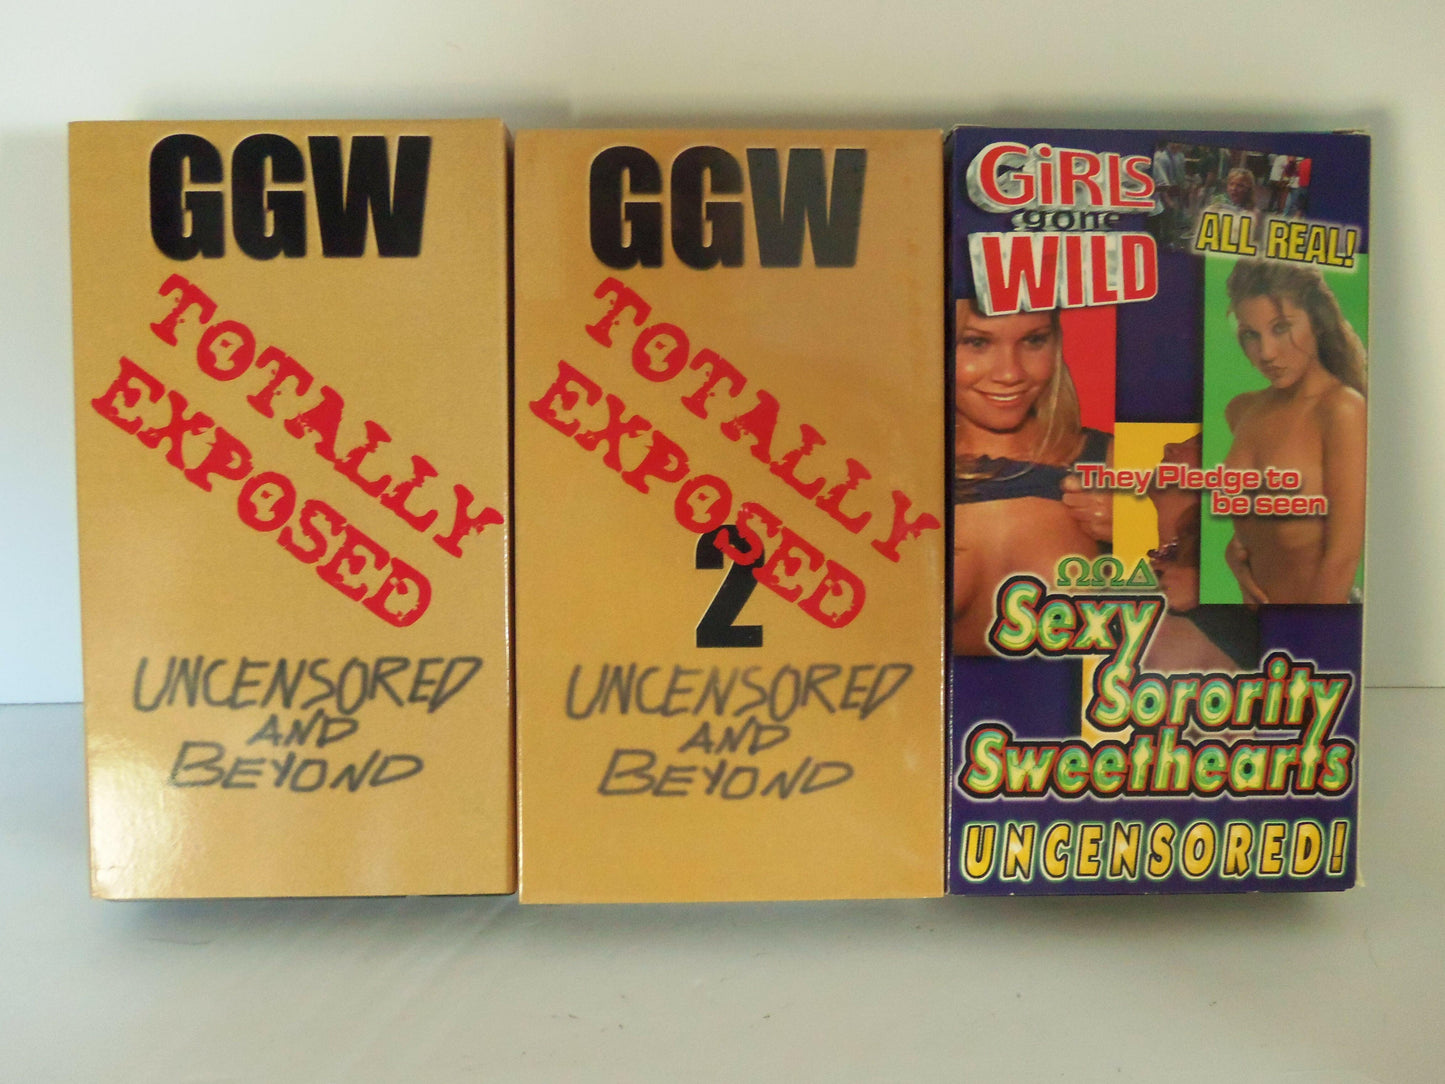 GGW
TOTALLY
EXPOSED
UNCENSORED
AND
BEYOND
GGW
TOTALLY
EXPOSED
2
UNCENSORED
AND
BEYOND
GiRLS
gone
WILD
ALL REAL!
They Pledge to
be seen
ΩΩΔ
Sexy
Sorority
Sweethearts
UNCENSORED!